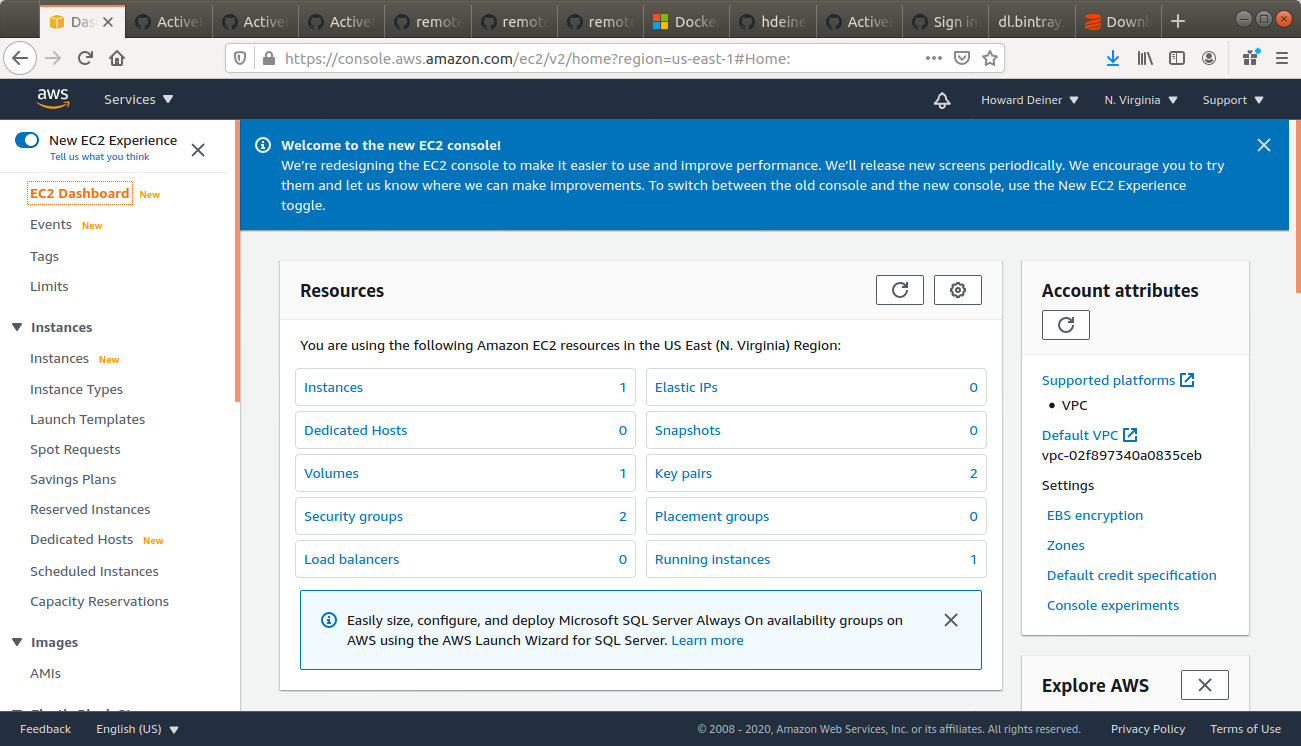 Das
Active
Active
Active
remote
remote
remote
Docke
hdeine
Active
Sign in
dl.bintray.
Downl
https://console.aws.amazon.com/ec2/v2/home?region=us-east-1#Home:
aws
Services
Howard Deiner
N. Virginia
Support
New EC2 Experience
Tell us what you think
EC2 Dashboard New
Events New
Tags
Limits
Instances
Instances New
Instance Types
Launch Templates
Spot Requests
Savings Plans
Reserved Instances
Dedicated Hosts New
Scheduled Instances
Capacity Reservations
Images
AMIs
Welcome to the new EC2 console!
We're redesigning the EC2 console to make it easier to use and improve performance. We'll release new screens periodically. We encourage you to try
them and let us know where we can make improvements. To switch between the old console and the new console, use the New EC2 Experience
toggle.
Resources
You are using the following Amazon EC2 resources in the US East (N. Virginia) Region:
Instances 1
Elastic IPs 0
Dedicated Hosts 0
Snapshots 0
Volumes 1
Key pairs 2
Security groups 2
Placement groups 0
Load balancers 0
Running instances 1
Easily size, configure, and deploy Microsoft SQL Server Always On availability groups on
AWS using the AWS Launch Wizard for SQL Server. Learn more
Account attributes
Supported platforms
• VPC
Default VPC
vpc-02f897340a0835ceb
Settings
EBS encryption
Zones
Default credit specification
Console experiments
Explore AWS
Feedback
English (US)
© 2008 - 2020, Amazon Web Services, Inc. or its affiliates. All rights reserved.
Privacy Policy
Terms of Use